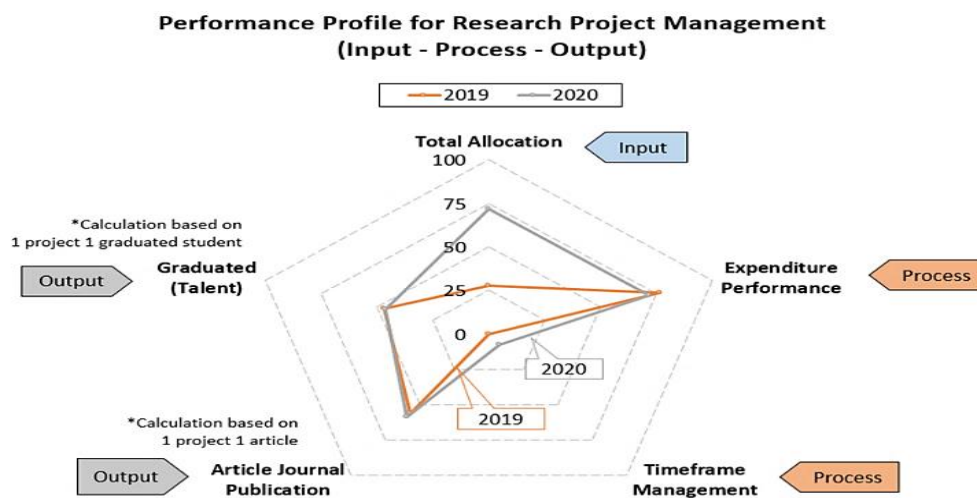 Performance Profile for Research Project Management
(Input - Process - Output)
2019 2020
Total Allocation
Input
100
75
50
25
0
*Calculation based on
1 project 1 graduated student
Output
Graduated
(Talent)
Expenditure
Performance
Process
2020
2019
*Calculation based on
1 project 1 article
Output
Article Journal
Publication
Timeframe
Management
Process